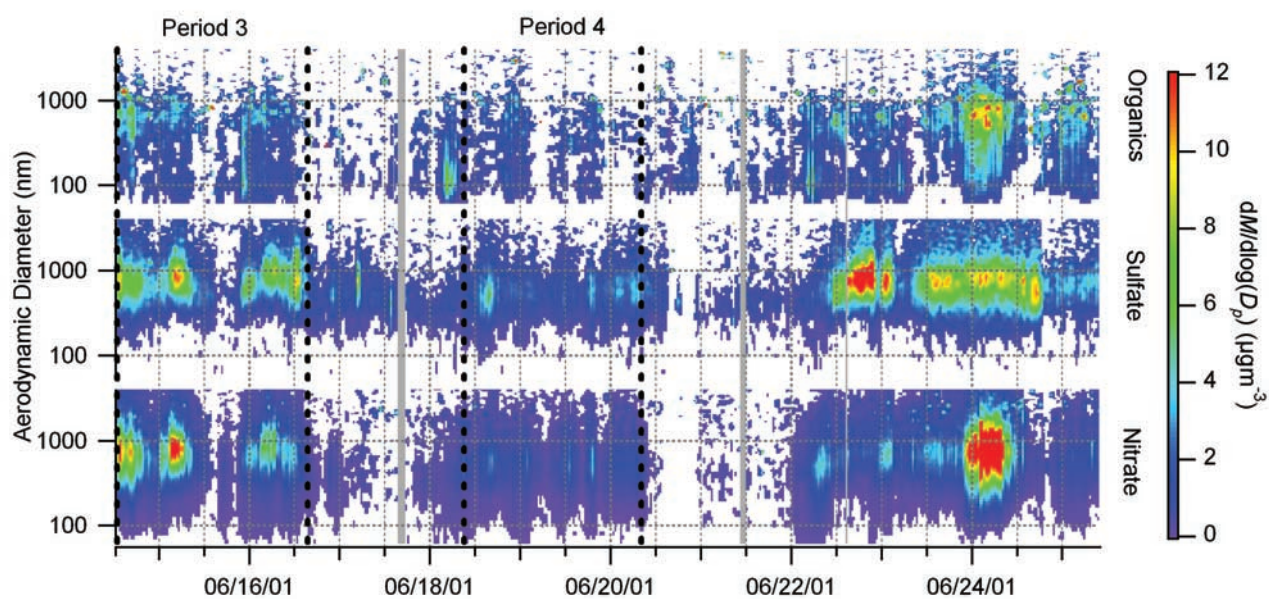 Period 3
Period 4
Aerodynamic Diameter (nm)
1000
100
1000
100
1000
100
Organics
Sulfate
Nitrate
12
10
8
6
4
2
0
dM/dlog(Dp) (µgm⁻³)
06/16/01
06/18/01
06/20/01
06/22/01
06/24/01